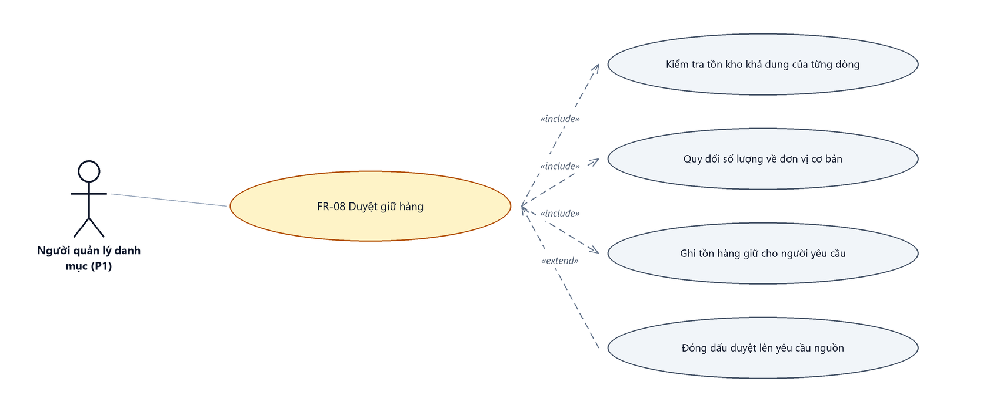 Kiểm tra tồn kho khả dụng của từng dòng
«include»
Quy đổi số lượng về đơn vị cơ bản
«include»
FR-08 Duyệt giữ hàng
«include»
Người quản lý danh
mục (P1)
Ghi tồn hàng giữ cho người yêu cầu
«extend»
Đóng dấu duyệt lên yêu cầu nguồn